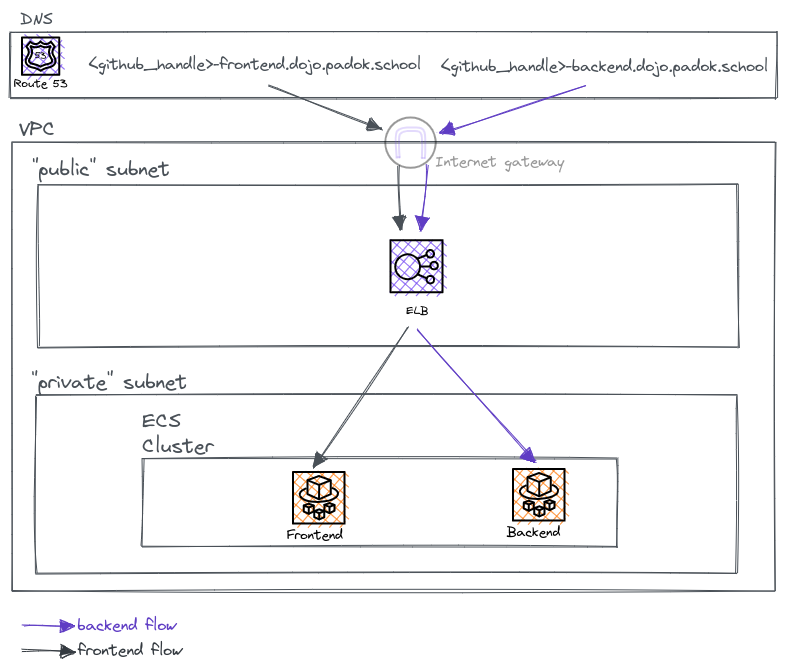 DNS
53
Route 53
<github_handle>-frontend.dojo.padok.school
<github_handle>-backend.dojo.padok.school
VPC
Internet gateway
"public" subnet
ELB
"private" subnet
ECS
Cluster
Frontend
Backend
backend flow
frontend flow